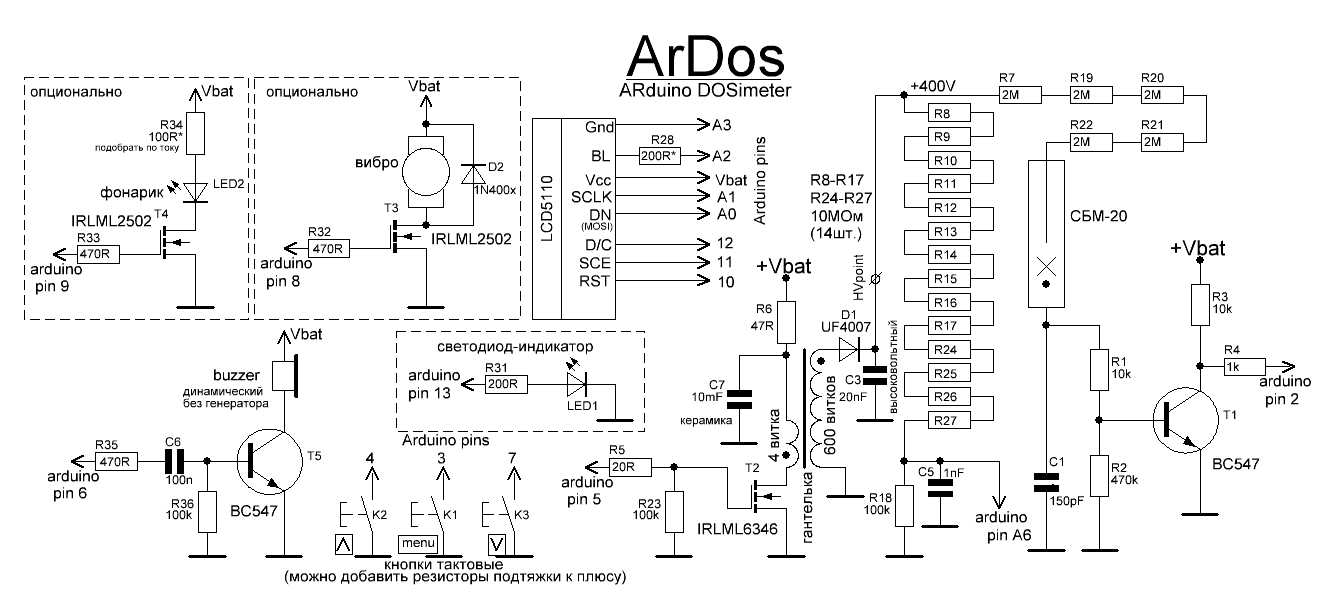 ArDos
ARduino DOSimeter
опционально
Vbat
R34
100R*
подобрать по току
фонарик
LED2
IRLML2502
T4
R33
470R
arduino
pin 9
опционально
Vbat
вибро
D2
1N400x
T3
IRLML2502
R32
470R
arduino
pin 8
LCD5110
Gnd
A3
BL
R28
200R*
A2
Vcc
Vbat
SCLK
A1
DN
(MOSI)
A0
D/C
12
SCE
11
RST
10
Arduino pins
R8-R17
R24-R27
10МОм
(14шт.)
+400V
R7
2M
R19
2M
R20
2M
R22
2M
R21
2M
R8
R9
R10
R11
R12
R13
R14
R15
R16
R17
R24
R25
R26
R27
СБМ-20
+Vbat
R3
10k
R4
1k
arduino
pin 2
R1
10k
T1
BC547
R2
470k
C1
150pF
HVpoint
+Vbat
R6
47R
D1
UF4007
C3
20nF
высоковольтный
C7
10mF
керамика
4 витка
600 витков
гантелька
R5
20R
arduino
pin 5
R23
100k
T2
IRLML6346
R18
100k
C5
1nF
arduino
pin A6
светодиод-индикатор
R31
200R
arduino
pin 13
LED1
Vbat
buzzer
динамический
без генератора
R35
470R
C6
100n
arduino
pin 6
R36
100k
T5
BC547
Arduino pins
4
3
7
K2
K1
K3
menu
кнопки тактовые
(можно добавить резисторы подтяжки к плюсу)